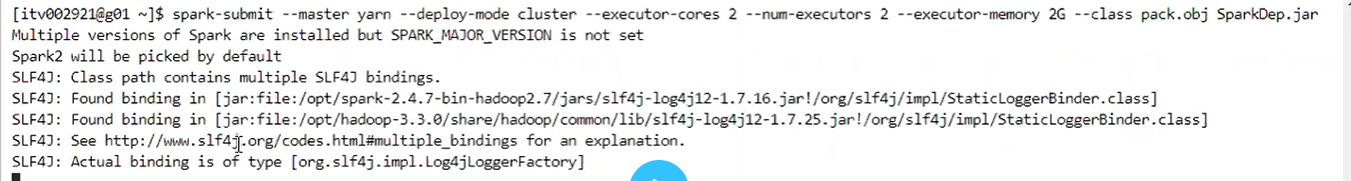 [itv002921@g01 ~]$ spark-submit --master yarn --deploy-mode cluster --executor-cores 2 --num-executors 2 --executor-memory 2G --class pack.obj SparkDep.jar
Multiple versions of Spark are installed but SPARK_MAJOR_VERSION is not set
Spark2 will be picked by default
SLF4J: Class path contains multiple SLF4J bindings.
SLF4J: Found binding in [jar:file:/opt/spark-2.4.7-bin-hadoop2.7/jars/slf4j-log4j12-1.7.16.jar!/org/slf4j/impl/StaticLoggerBinder.class]
SLF4J: Found binding in [jar:file:/opt/hadoop-3.3.0/share/hadoop/common/lib/slf4j-log4j12-1.7.25.jar!/org/slf4j/impl/StaticLoggerBinder.class]
SLF4J: See http://www.slf4j.org/codes.html#multiple_bindings for an explanation.
SLF4J: Actual binding is of type [org.slf4j.impl.Log4jLoggerFactory]